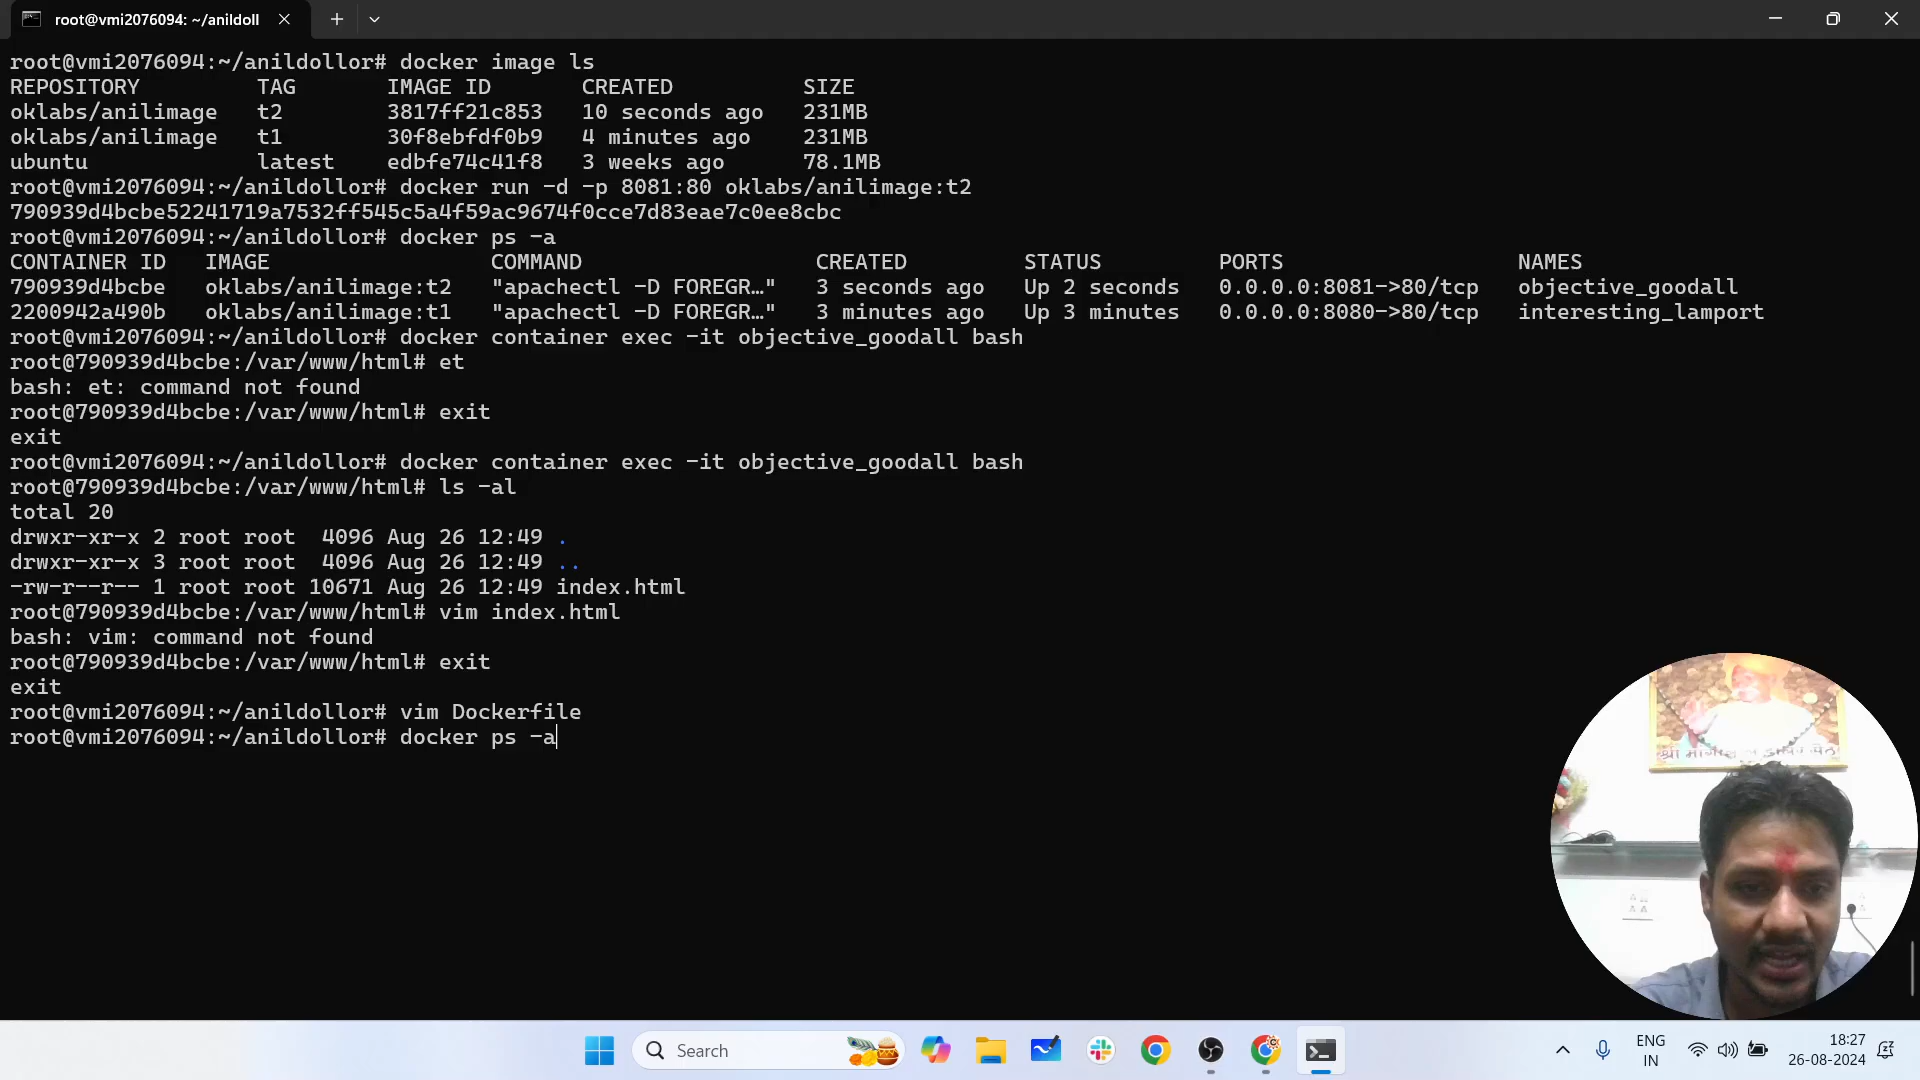 root@vmi2076094: ~/anildoll
root@vmi2076094:~/anildollor# docker image ls
REPOSITORY TAG IMAGE ID CREATED SIZE
oklabs/anilimage t2 3817ff21c853 10 seconds ago 231MB
oklabs/anilimage t1 30f8ebfdf0b9 4 minutes ago 231MB
ubuntu latest edbfe74c41f8 3 weeks ago 78.1MB
root@vmi2076094:~/anildollor# docker run -d -p 8081:80 oklabs/anilimage:t2
790939d4bcbe52241719a7532ff545c5a4f59ac9674f0cce7d83eae7c0ee8cbc
root@vmi2076094:~/anildollor# docker ps -a
CONTAINER ID IMAGE COMMAND CREATED STATUS PORTS NAMES
790939d4bcbe oklabs/anilimage:t2 "apachectl -D FOREGR…" 3 seconds ago Up 2 seconds 0.0.0.0:8081->80/tcp objective_goodall
2200942a490b oklabs/anilimage:t1 "apachectl -D FOREGR…" 3 minutes ago Up 3 minutes 0.0.0.0:8080->80/tcp interesting_lamport
root@vmi2076094:~/anildollor# docker container exec -it objective_goodall bash
root@790939d4bcbe:/var/www/html# et
bash: et: command not found
root@790939d4bcbe:/var/www/html# exit
exit
root@vmi2076094:~/anildollor# docker container exec -it objective_goodall bash
root@790939d4bcbe:/var/www/html# ls -al
total 20
drwxr-xr-x 2 root root 4096 Aug 26 12:49 .
drwxr-xr-x 3 root root 4096 Aug 26 12:49 ..
-rw-r--r-- 1 root root 10671 Aug 26 12:49 index.html
root@790939d4bcbe:/var/www/html# vim index.html
bash: vim: command not found
root@790939d4bcbe:/var/www/html# exit
exit
root@vmi2076094:~/anildollor# vim Dockerfile
root@vmi2076094:~/anildollor# docker ps -a
Search
ENG
IN
18:27
26-08-2024